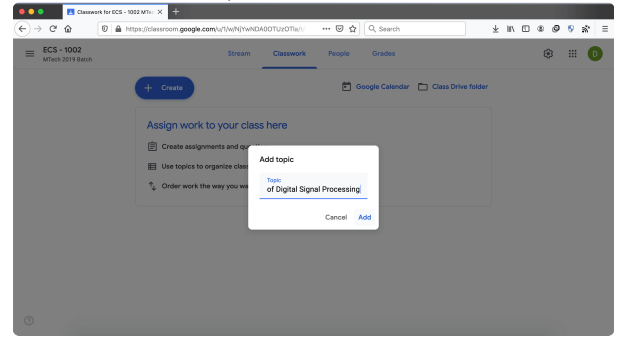 Classwork for ECS - 1002 MTec
https://classroom.google.com/u/1/w/NjYwNDA0OTUzOTla/t/
Search
ECS - 1002
MTech 2019 Batch
Stream
Classwork
People
Grades
D
Create
Google Calendar
Class Drive folder
Assign work to your class here
Create assignments and que
Use topics to organize class
Order work the way you wa
Add topic
Topic
of Digital Signal Processing
Cancel
Add